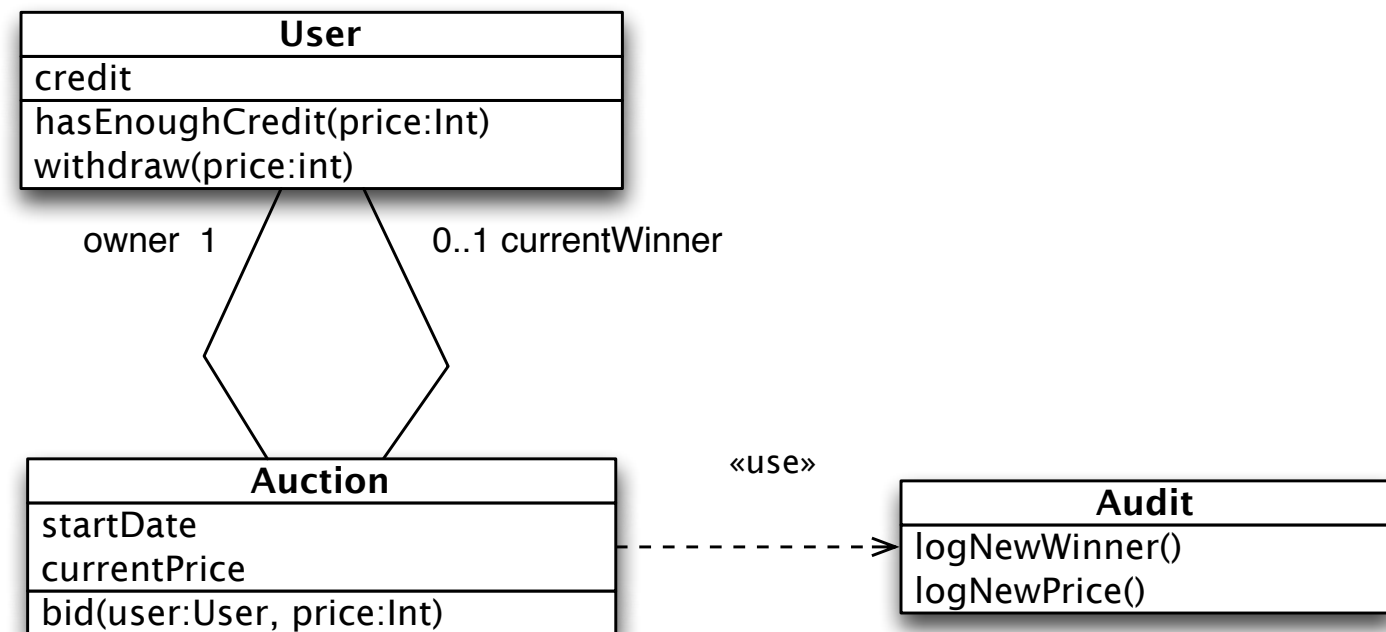 User
credit
hasEnoughCredit(price:Int)
withdraw(price:int)
owner 1
0..1 currentWinner
Auction
startDate
currentPrice
bid(user:User, price:Int)
«use»
Audit
logNewWinner()
logNewPrice()